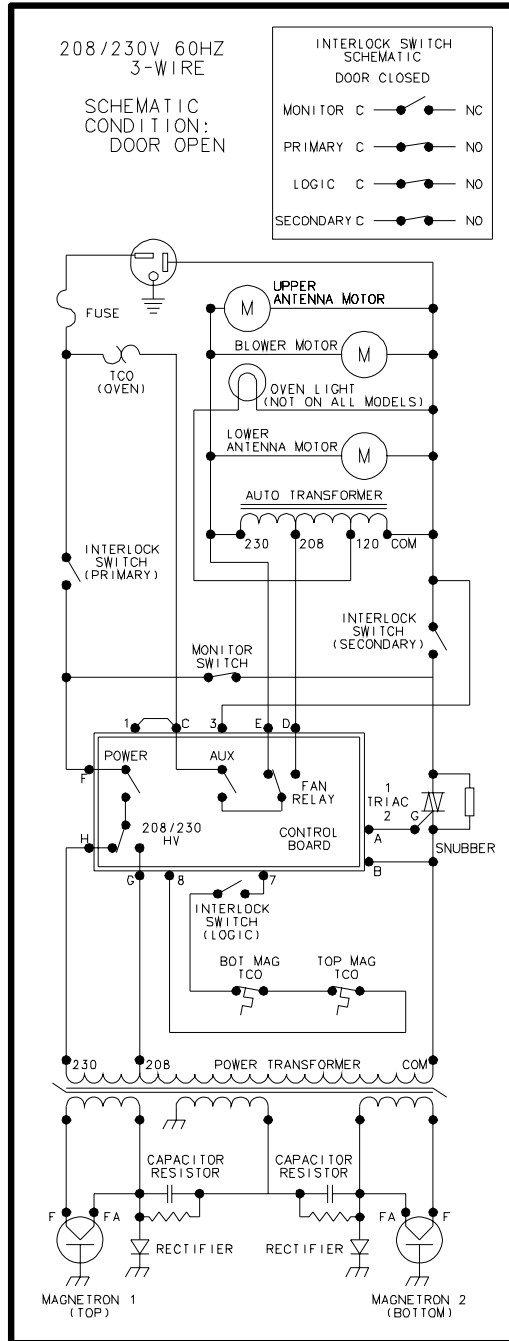 208/230V 60HZ
3-WIRE
SCHEMATIC
CONDITION:
DOOR OPEN
INTERLOCK SWITCH
SCHEMATIC
DOOR CLOSED
MONITOR C NC
PRIMARY C NO
LOGIC C NO
SECONDARY C NO
FUSE
UPPER
ANTENNA MOTOR
M
BLOWER MOTOR
M
TCO
(OVEN)
OVEN LIGHT
(NOT ON ALL MODELS)
LOWER
ANTENNA MOTOR
M
AUTO TRANSFORMER
230 208 120 COM
INTERLOCK
SWITCH
(PRIMARY)
INTERLOCK
SWITCH
(SECONDARY)
MONITOR
SWITCH
1 C 3 E D
POWER AUX
F
FAN
RELAY
1
TRIAC
2 G
H
208/230
HV
CONTROL
BOARD
A
SNUBBER
B
G 8 7
INTERLOCK
SWITCH
(LOGIC)
BOT MAG
TCO
TOP MAG
TCO
230 208 POWER TRANSFORMER COM
CAPACITOR
RESISTOR
CAPACITOR
RESISTOR
F FA FA F
RECTIFIER RECTIFIER
MAGNETRON 1
(TOP)
MAGNETRON 2
(BOTTOM)